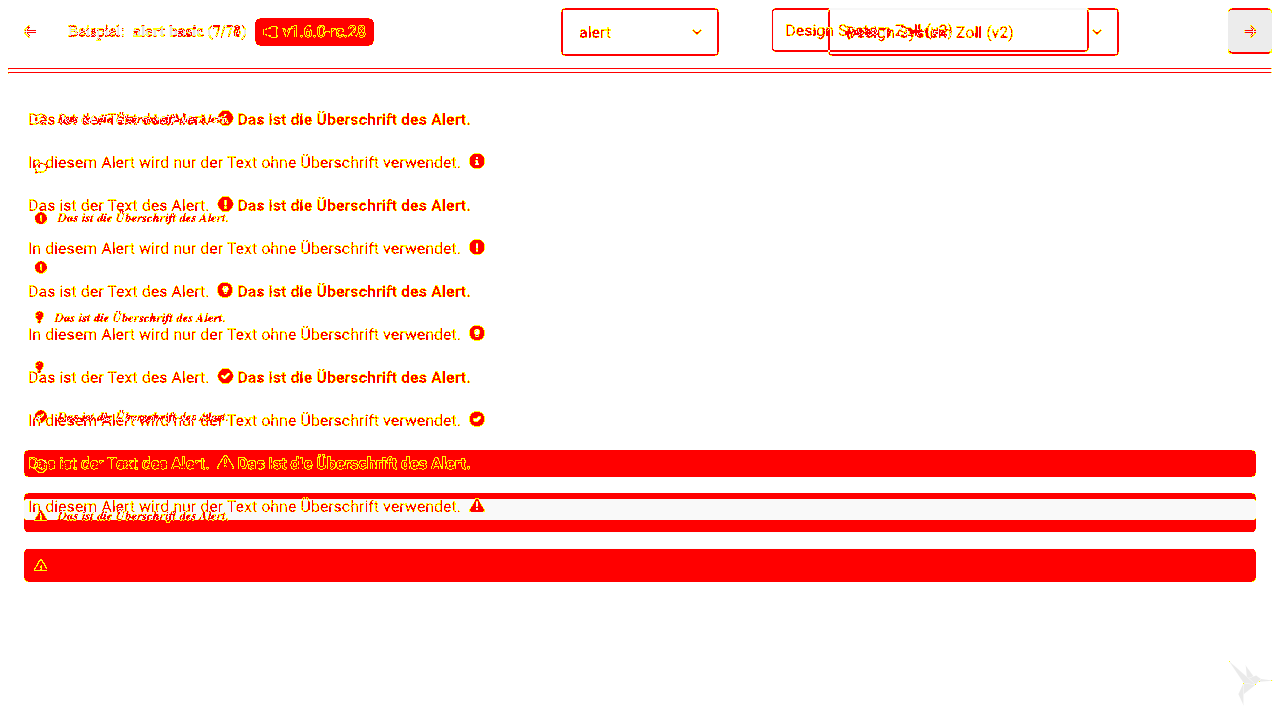 Beispiel: alert basic (7/78) v1.6.0-rc.28 alert Design System Zoll (v2) Design System Zoll (v2)
Das ist der Text des Alert. Das ist die Überschrift des Alert.
In diesem Alert wird nur der Text ohne Überschrift verwendet.
Das ist der Text des Alert. Das ist die Überschrift des Alert.
Das ist die Überschrift des Alert.
In diesem Alert wird nur der Text ohne Überschrift verwendet.
Das ist der Text des Alert. Das ist die Überschrift des Alert.
Das ist die Überschrift des Alert.
In diesem Alert wird nur der Text ohne Überschrift verwendet.
Das ist der Text des Alert. Das ist die Überschrift des Alert.
Das ist die Überschrift des Alert.
In diesem Alert wird nur der Text ohne Überschrift verwendet.
Das ist der Text des Alert. Das ist die Überschrift des Alert.
In diesem Alert wird nur der Text ohne Überschrift verwendet.
Das ist die Überschrift des Alert.